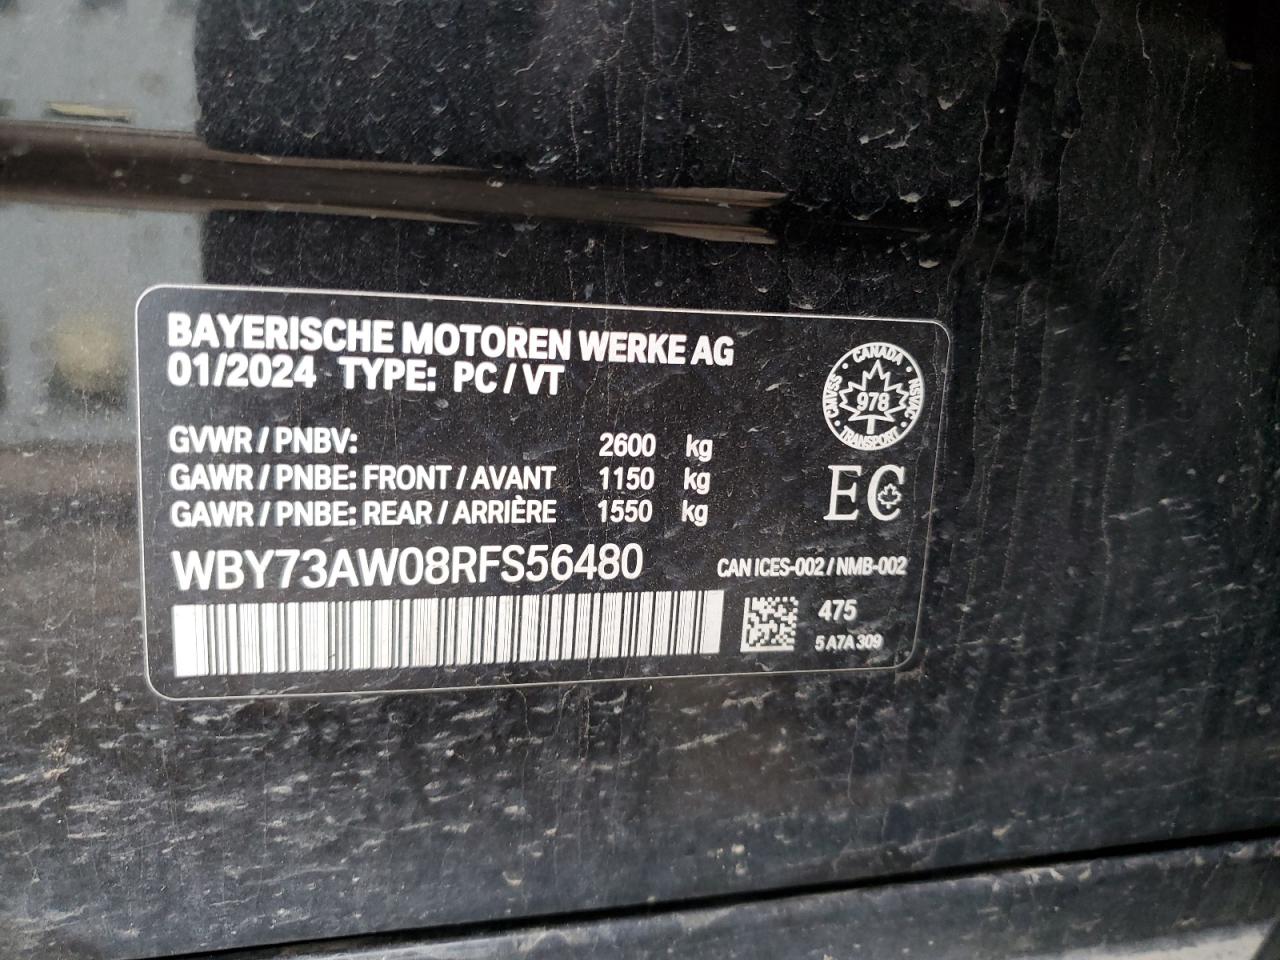 BAYERISCHE MOTOREN WERKE AG
01/2024 TYPE: PC / VT
CANADA
CMVSS
978
NSVAC
TRANSPORT
GVWR / PNBV: 2600 kg
GAWR / PNBE: FRONT / AVANT 1150 kg
GAWR / PNBE: REAR / ARRIÈRE 1550 kg
EC
WBY73AW08RFS56480
CAN ICES-002 / NMB-002
475
5 A7A 309